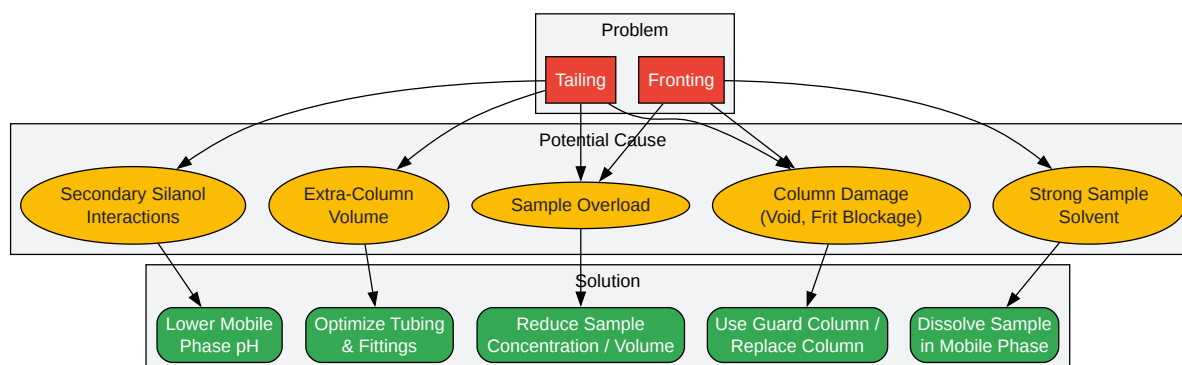 Problem
Tailing
Fronting
Potential Cause
Secondary Silanol
Interactions
Extra-Column
Volume
Sample Overload
Column Damage
(Void, Frit Blockage)
Strong Sample
Solvent
Solution
Lower Mobile
Phase pH
Optimize Tubing
& Fittings
Reduce Sample
Concentration / Volume
Use Guard Column /
Replace Column
Dissolve Sample
in Mobile Phase